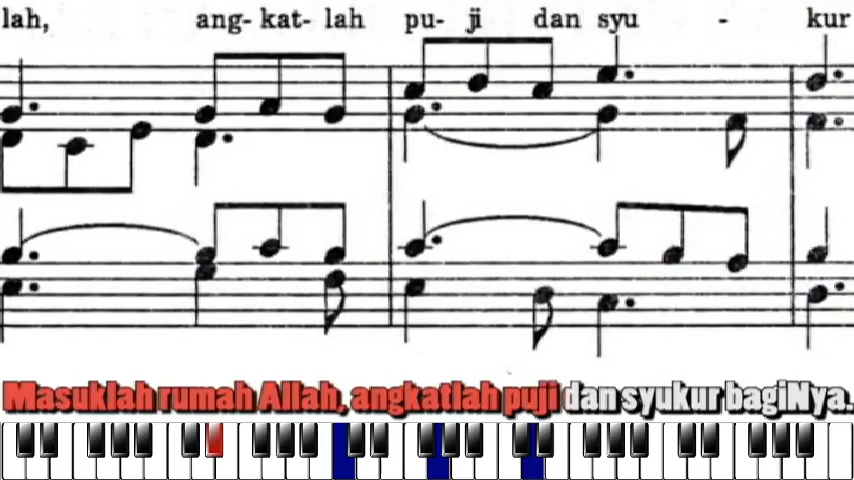 lah, ang- kat- lah pu- ji dan syu - kur
Masuklah rumah Allah, angkatlah puji dan syukur bagiNya.